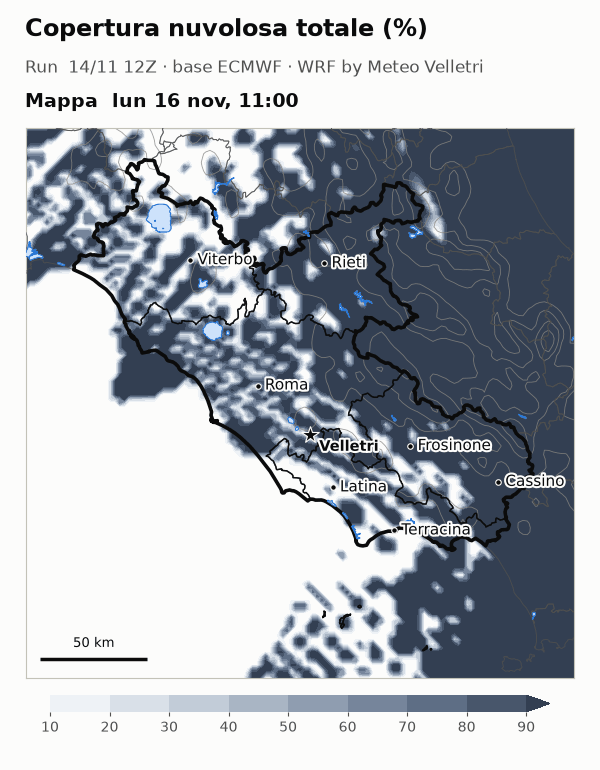 Copertura nuvolosa totale (%)
Run  14/11 12Z · base ECMWF · WRF by Meteo Velletri
Mappa  lun 16 nov, 11:00
Viterbo
Rieti
Roma
Velletri
Frosinone
Latina
Cassino
Terracina
50 km
10 20 30 40 50 60 70 80 90